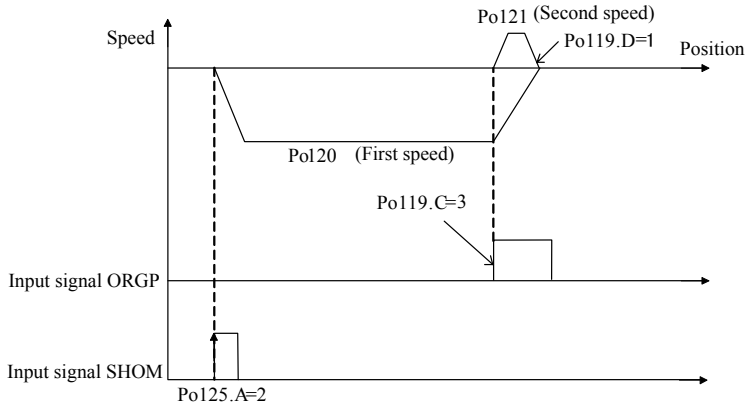 Po121 (Second speed)
Speed
Po119.D=1
Position
Po120 (First speed)
Po119.C=3
Input signal ORGP
Input signal SHOM
Po125.A=2